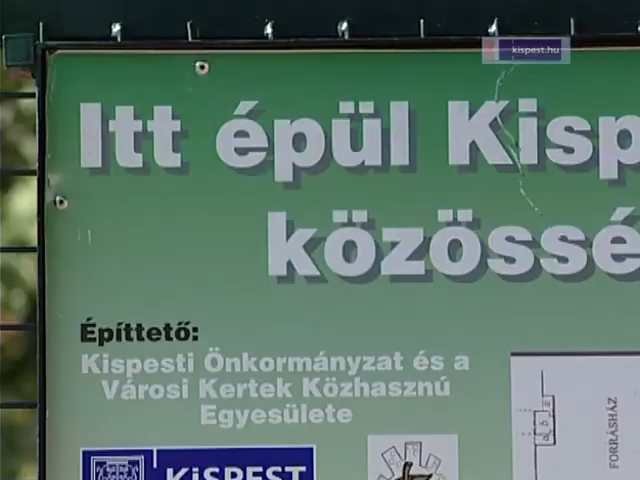 kispest.hu
Itt épül Kisp
közössé
Építtető:
Kispesti Önkormányzat és a
Városi Kertek Közhasznú
Egyesülete
FORRÁSHÁZ
KiSPEST